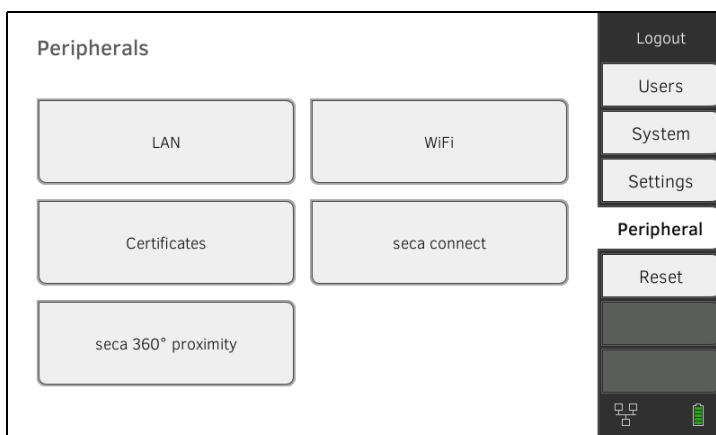 Peripherals
LAN
WiFi
Certificates
seca connect
seca 360° proximity
Logout
Users
System
Settings
Peripheral
Reset